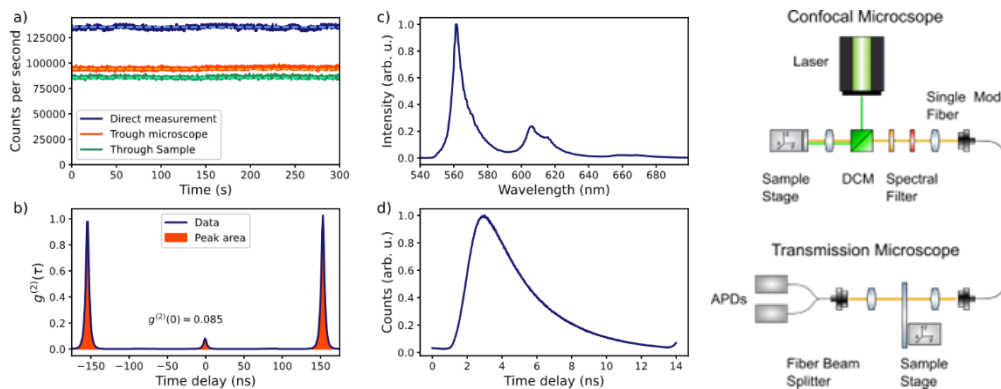 a)
Counts per second
125000
100000
75000
50000
25000
0
Direct measurement
Trough microscope
Through Sample
0 50 100 150 200 250 300
Time (s)
b)
g(2)(τ)
1.0
0.8
0.6
0.4
0.2
0.0
Data
Peak area
g(2)(0) = 0.085
−150 −100 −50 0 50 100 150
Time delay (ns)
c)
Intensity (arb. u.)
1.0
0.8
0.6
0.4
0.2
0.0
540 560 580 600 620 640 660 680
Wavelength (nm)
d)
Counts (arb. u.)
1.0
0.8
0.6
0.4
0.2
0.0
0 2 4 6 8 10 12 14
Time delay (ns)
Confocal Micrcsope
Laser
Single Mod
Fiber
Sample
Stage
DCM
Spectral
Filter
Transmission Microscope
APDs
Fiber Beam
Splitter
Sample
Stage